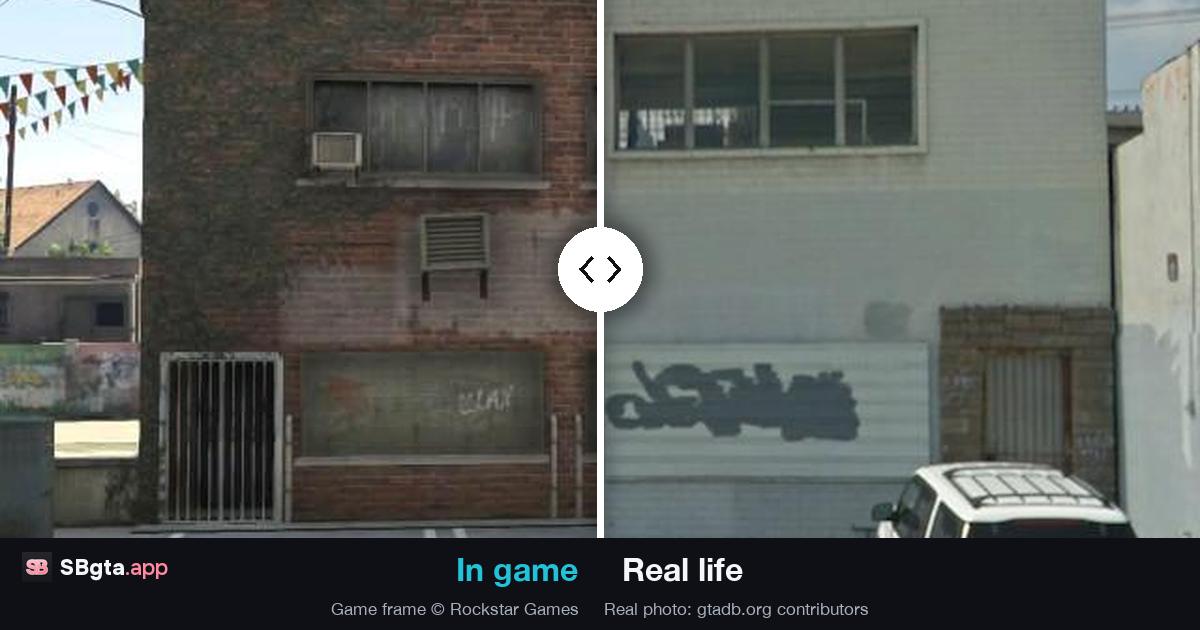 SBgta.app
In game
Real life
Game frame © Rockstar Games
Real photo: gtadb.org contributors